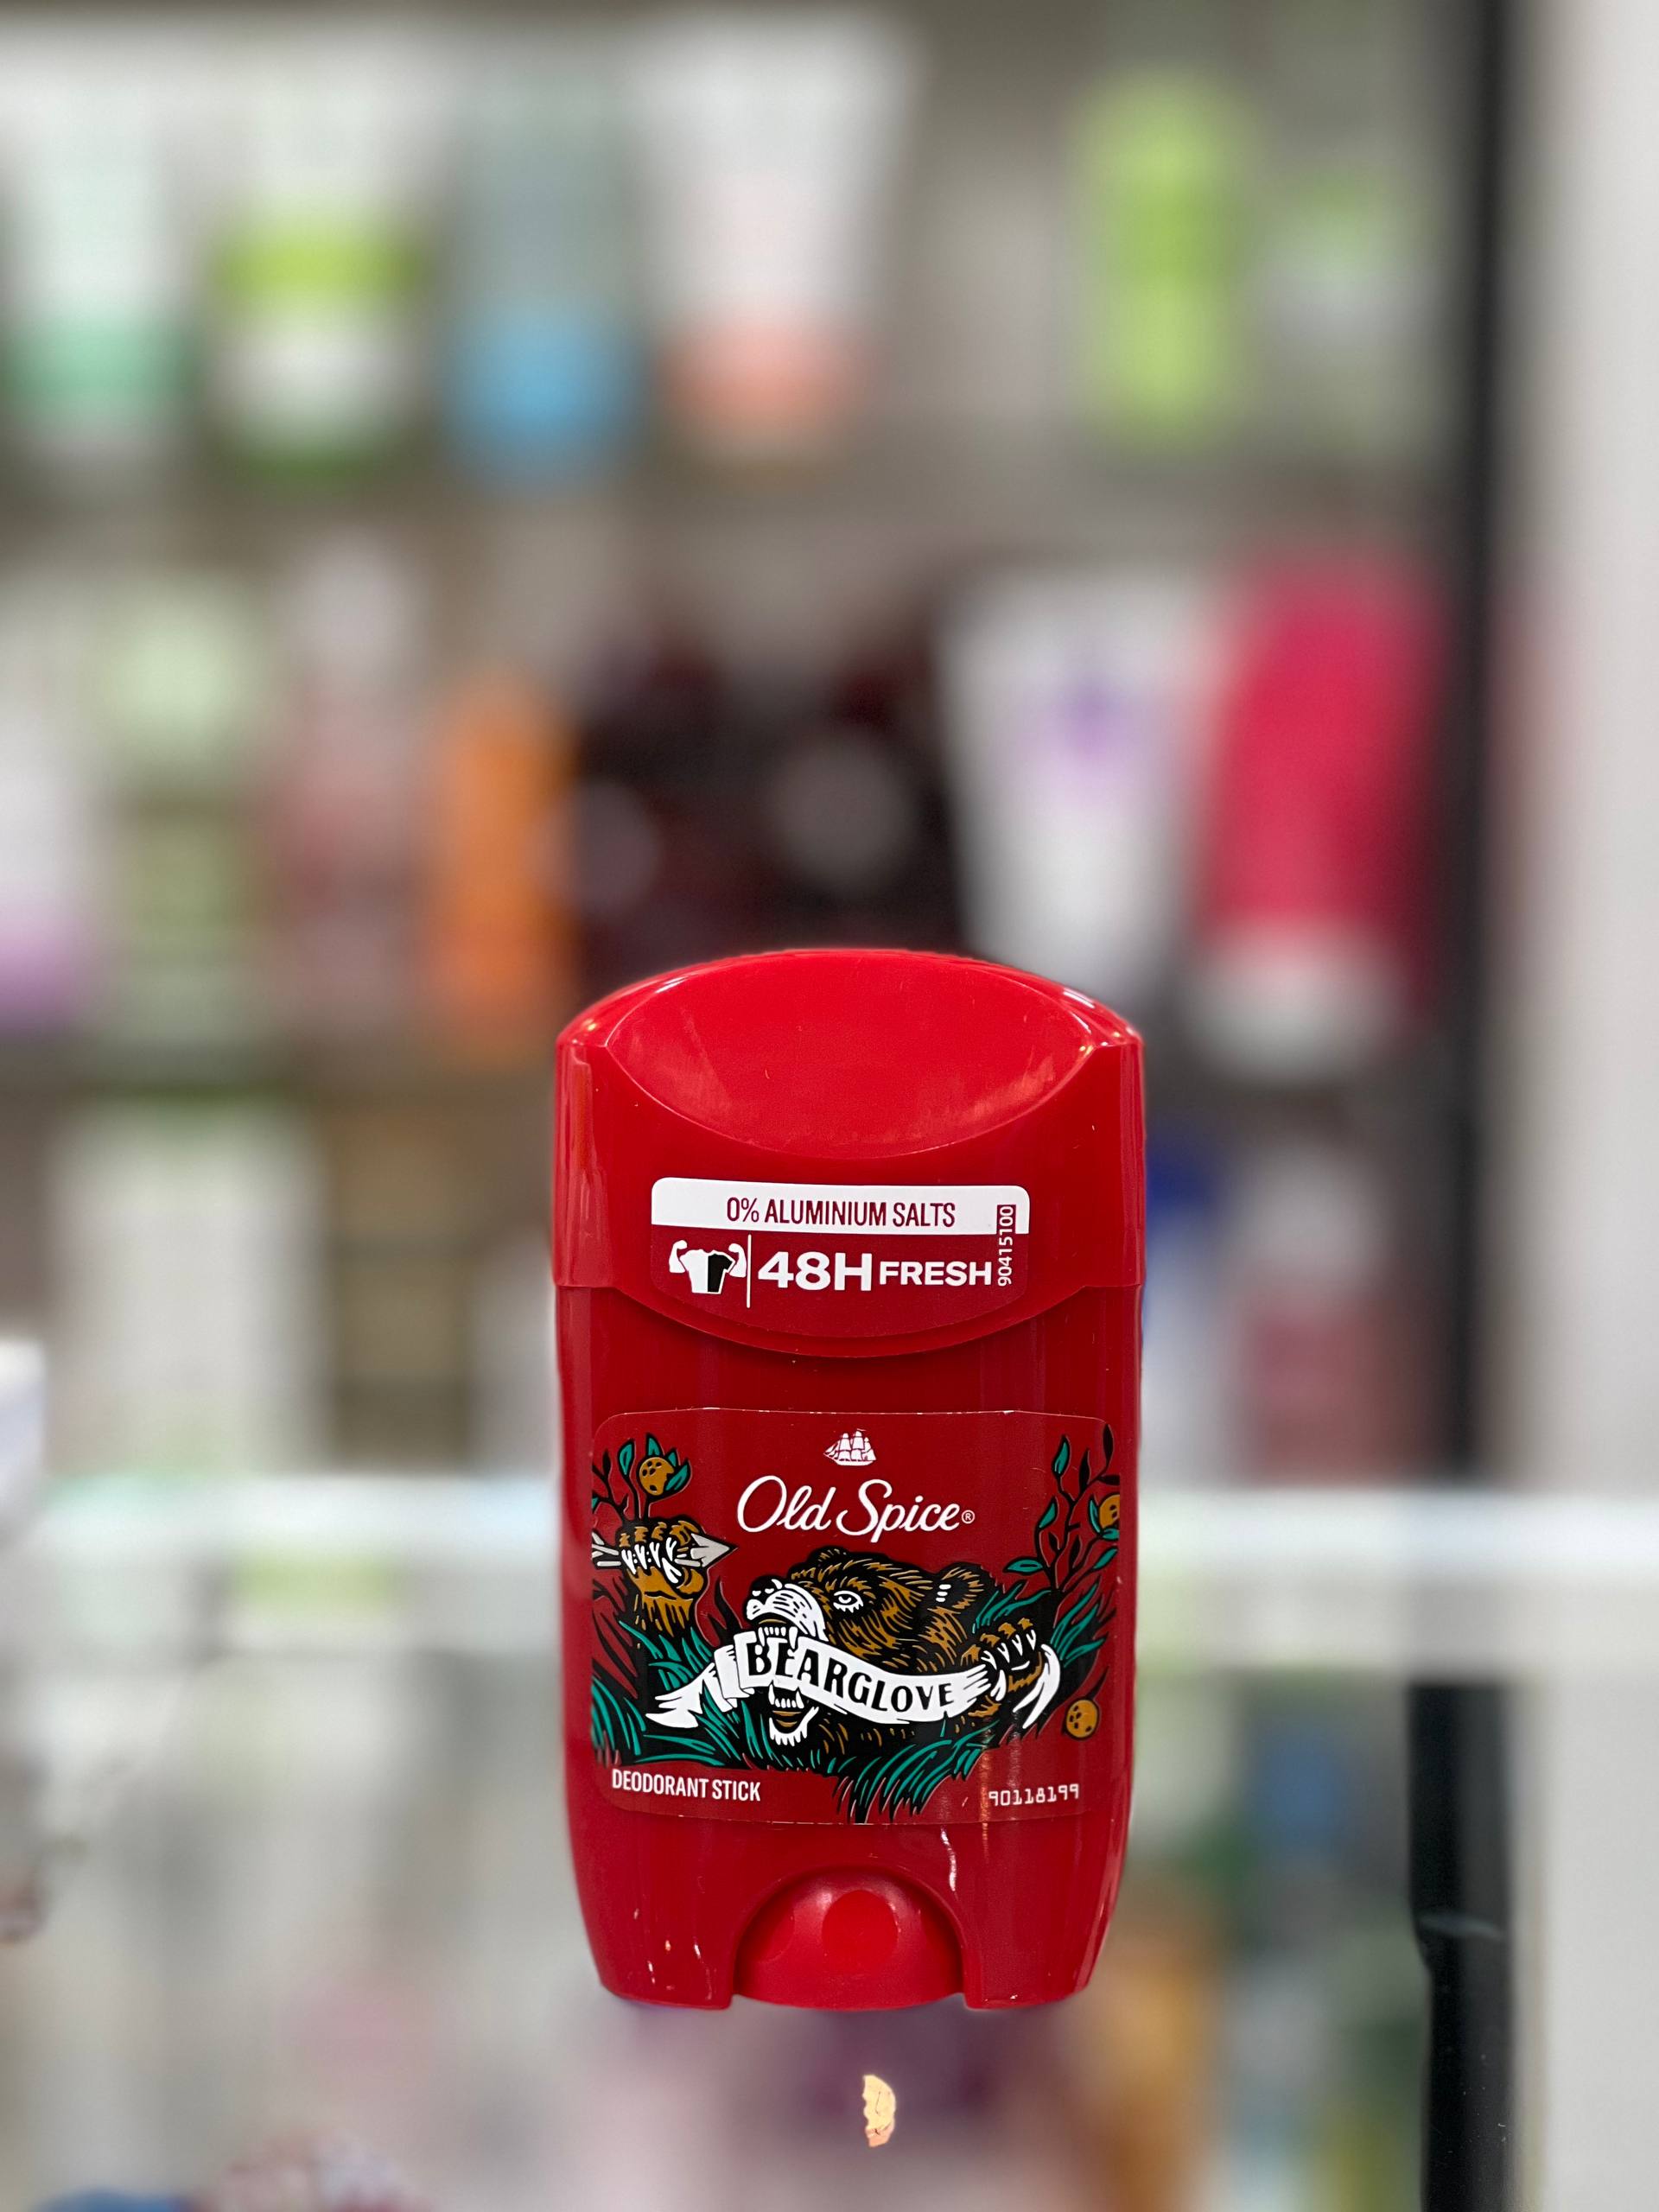 0% ALUMINIUM SALTS
48H FRESH
90415100
Old Spice®
BEARGLOVE
DEODORANT STICK
90118199